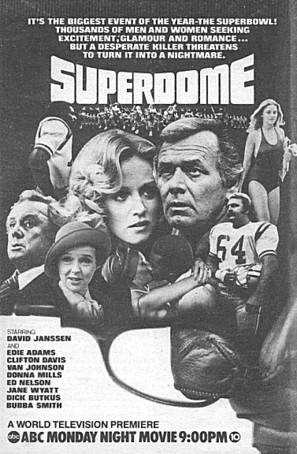 IT'S THE BIGGEST EVENT OF THE YEAR-THE SUPERBOWL!
THOUSANDS OF MEN AND WOMEN SEEKING
EXCITEMENT, GLAMOUR AND ROMANCE...
BUT A DESPERATE KILLER THREATENS
TO TURN IT INTO A NIGHTMARE.
SUPERDOME
64
STARRING
DAVID JANSSEN
AND
EDIE ADAMS
CLIFTON DAVIS
VAN JOHNSON
DONNA MILLS
ED NELSON
JANE WYATT
DICK BUTKUS
BUBBA SMITH
A WORLD TELEVISION PREMIERE
abc ABC MONDAY NIGHT MOVIE 9:00PM 10